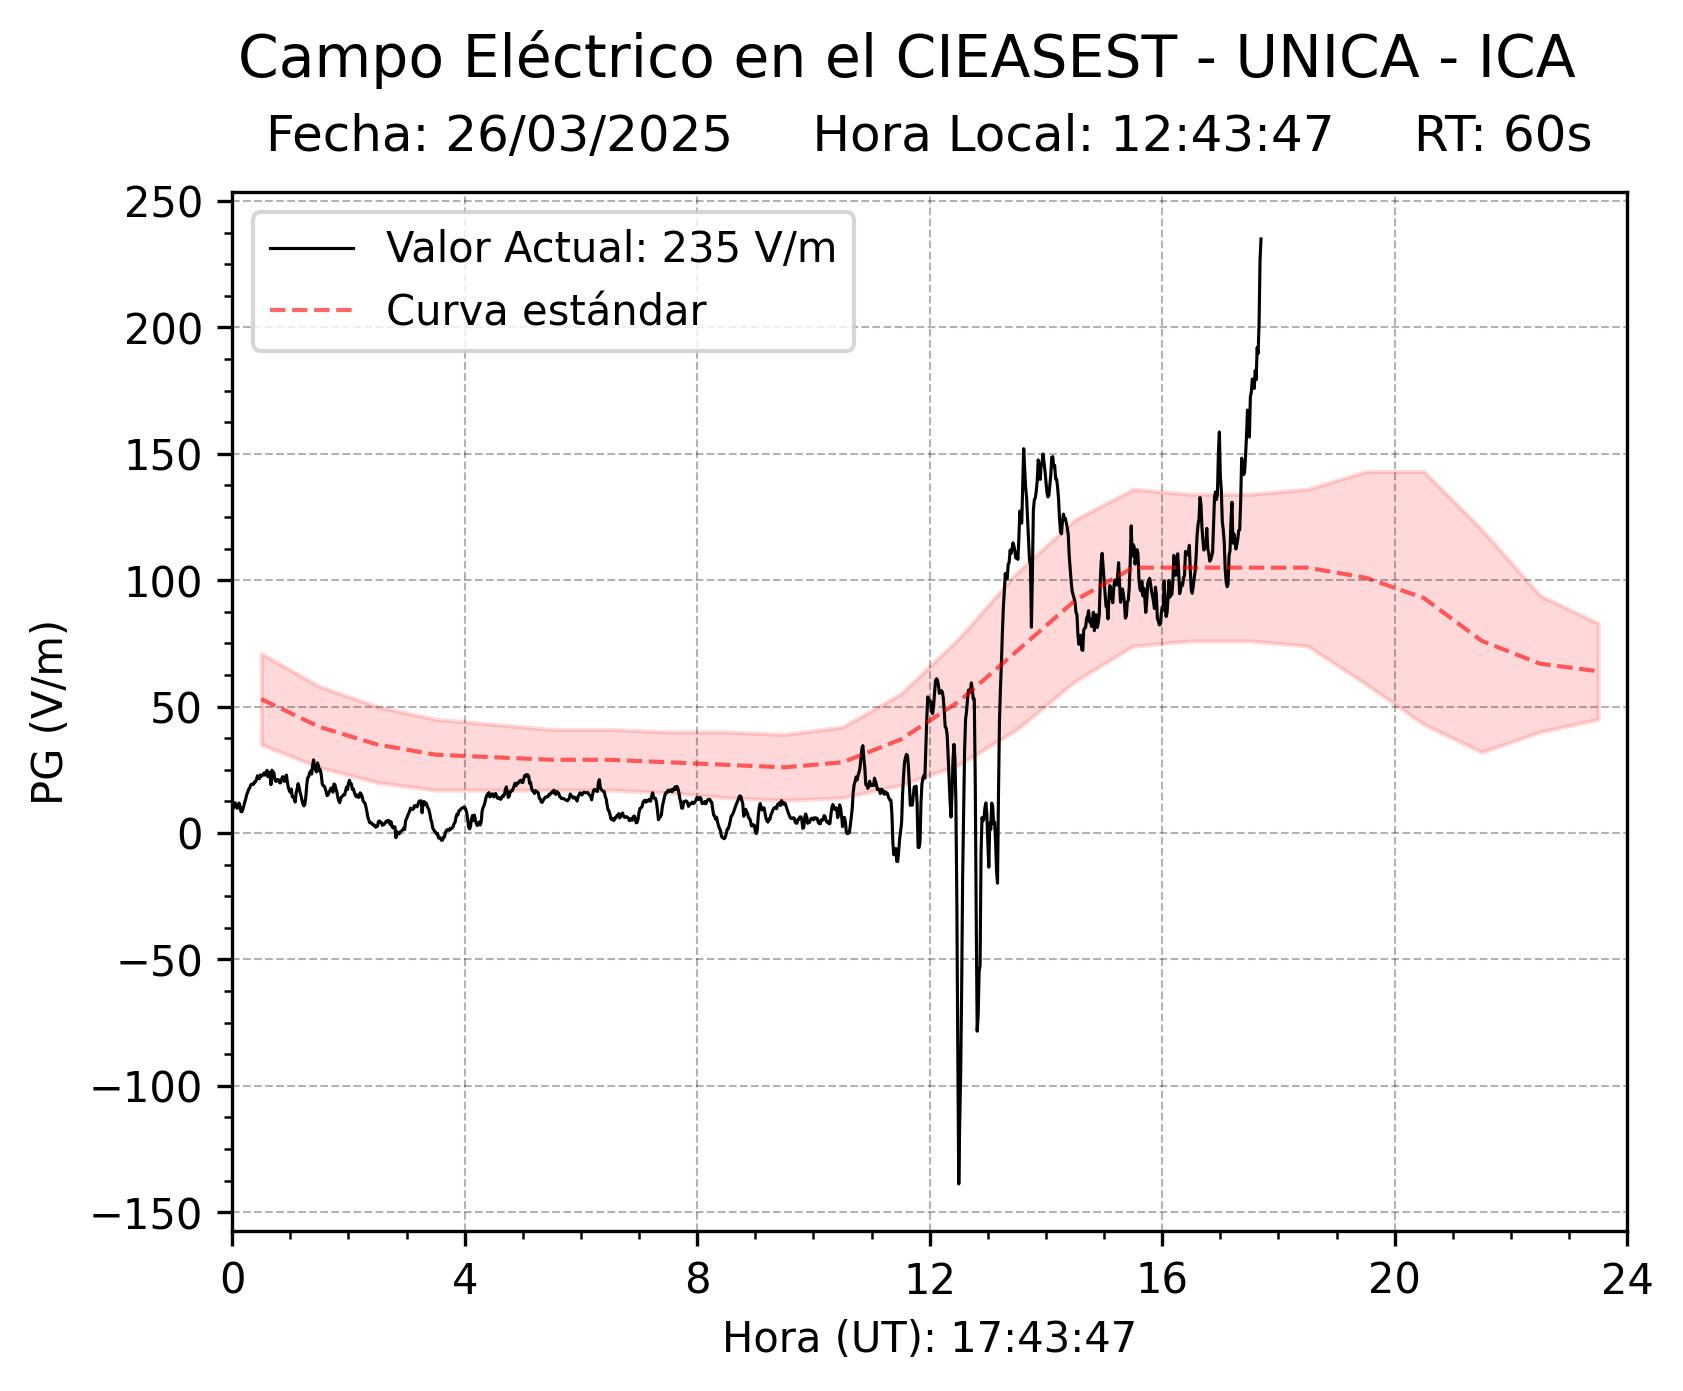 Campo Eléctrico en el CIEASEST - UNICA - ICA
Fecha: 26/03/2025 Hora Local: 12:43:47 RT: 60s
Valor Actual: 235 V/m
Curva estándar
PG (V/m)
250
200
150
100
50
0
−50
−100
−150
0 4 8 12 16 20 24
Hora (UT): 17:43:47